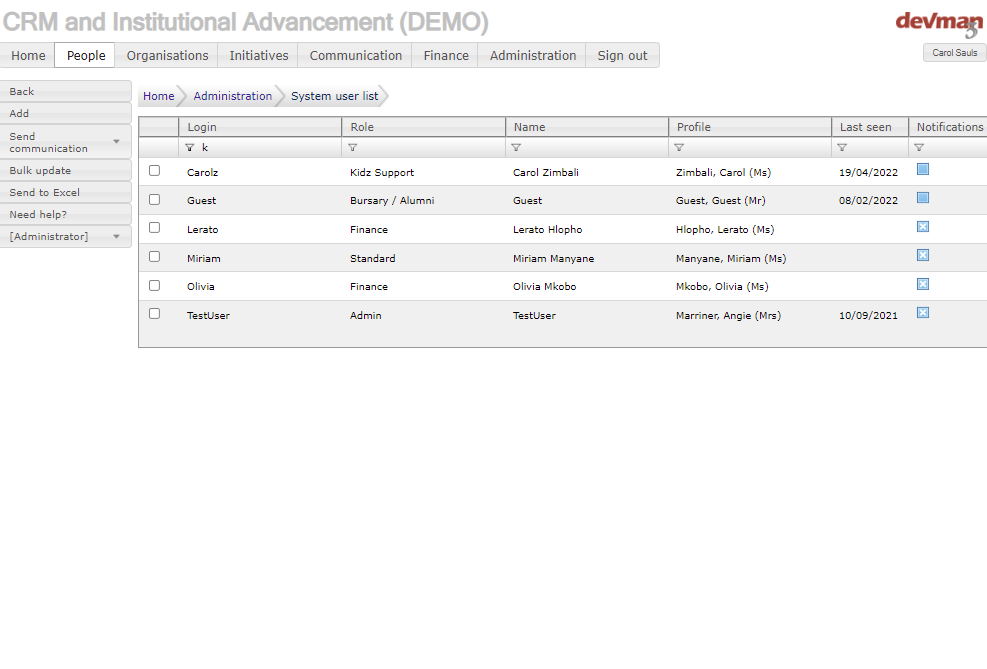 CRM and Institutional Advancement (DEMO)
devman
3
Home People Organisations Initiatives Communication Finance Administration Sign out
Carol Sauls
Back
Add
Send
communication
Bulk update
Send to Excel
Need help?
[Administrator]
Home Administration System user list
Login Role Name Profile Last seen Notifications
k
Carolz Kidz Support Carol Zimbali Zimbali, Carol (Ms) 19/04/2022
Guest Bursary / Alumni Guest Guest, Guest (Mr) 08/02/2022
Lerato Finance Lerato Hlopho Hlopho, Lerato (Ms)
Miriam Standard Miriam Manyane Manyane, Miriam (Ms)
Olivia Finance Olivia Mkobo Mkobo, Olivia (Ms)
TestUser Admin TestUser Marriner, Angie (Mrs) 10/09/2021